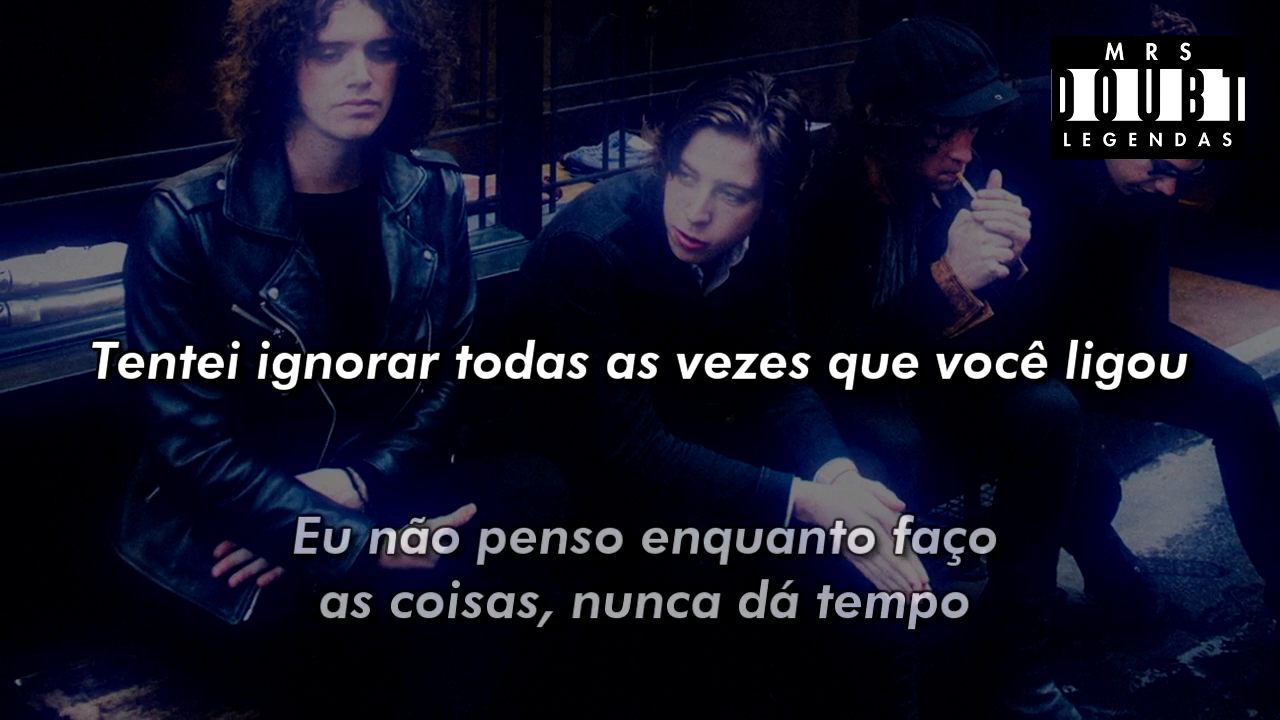 MRS
DOUBT
LEGENDAS
Tentei ignorar todas as vezes que você ligou
Eu não penso enquanto faço
as coisas, nunca dá tempo